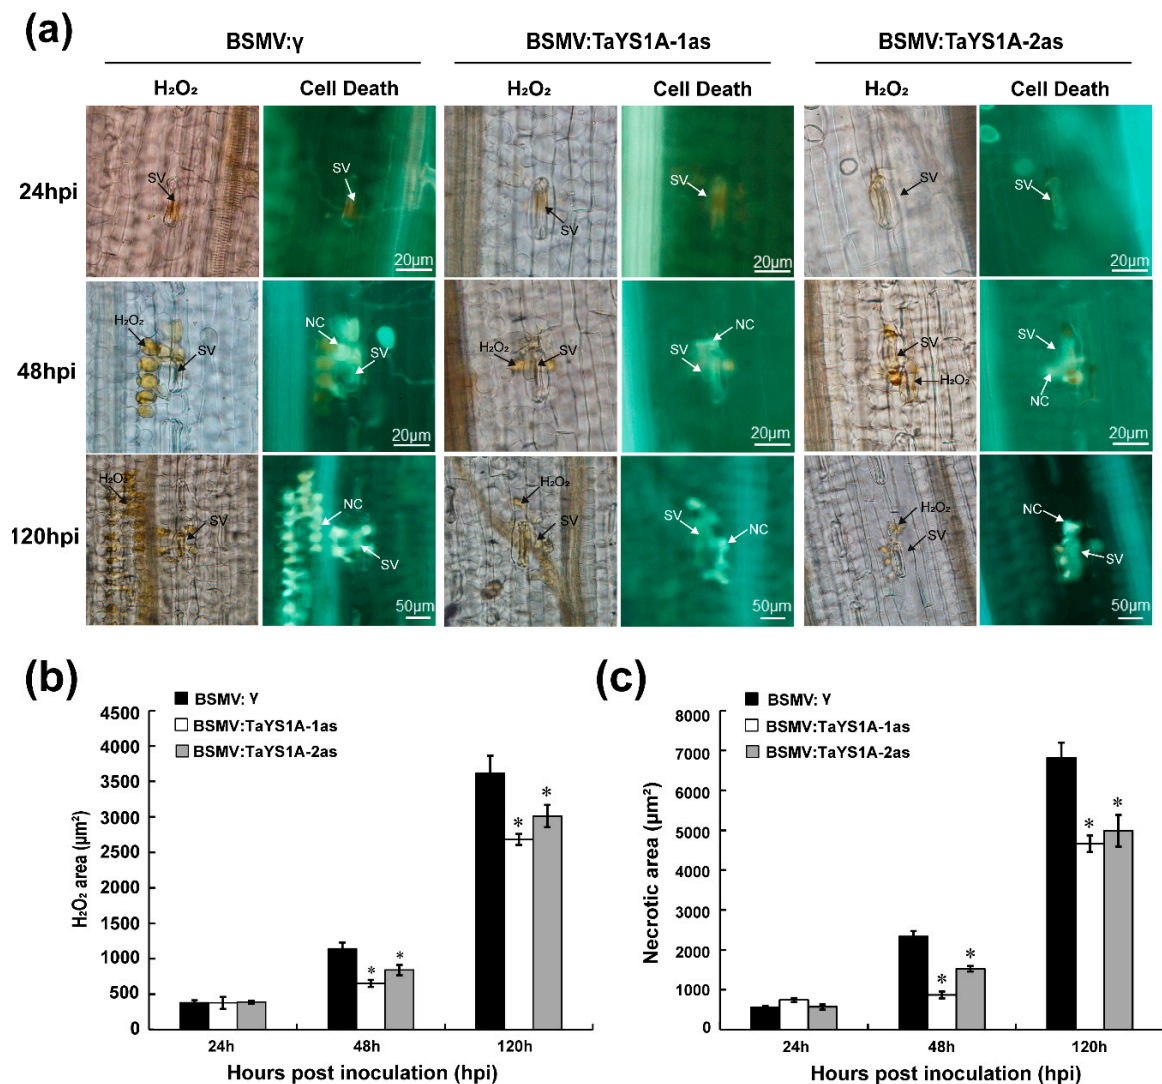 (a)
BSMV:γ BSMV:TaYS1A-1as BSMV:TaYS1A-2as
H₂O₂ Cell Death H₂O₂ Cell Death H₂O₂ Cell Death
24hpi
SV SV SV SV SV SV
20µm 20µm 20µm
48hpi
H₂O₂ SV NC SV H₂O₂ SV NC SV SV H₂O₂ SV NC
20µm 20µm 20µm
120hpi
H₂O₂ SV NC SV H₂O₂ SV SV NC H₂O₂ SV NC SV
50µm 50µm 50µm
(b)
BSMV: γ
BSMV:TaYS1A-1as
BSMV:TaYS1A-2as
H₂O₂ area (µm²)
4500
4000
3500
3000
2500
2000
1500
1000
500
0
* * * *
24h 48h 120h
Hours post inoculation (hpi)
(c)
BSMV: γ
BSMV:TaYS1A-1as
BSMV:TaYS1A-2as
Necrotic area (µm²)
8000
7000
6000
5000
4000
3000
2000
1000
0
* * * *
24h 48h 120h
Hours post inoculation (hpi)